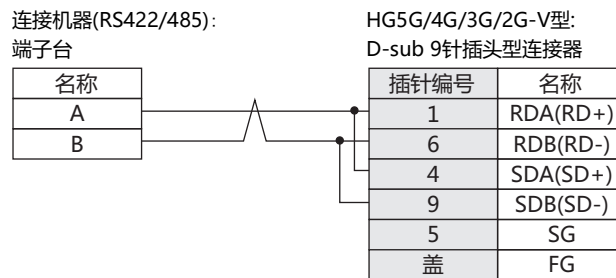 连接机器(RS422/485):
端子台
名称
A
B
HG5G/4G/3G/2G-V型:
D-sub 9针插头型连接器
插针编号 名称
1 RDA(RD+)
6 RDB(RD-)
4 SDA(SD+)
9 SDB(SD-)
5 SG
盖 FG